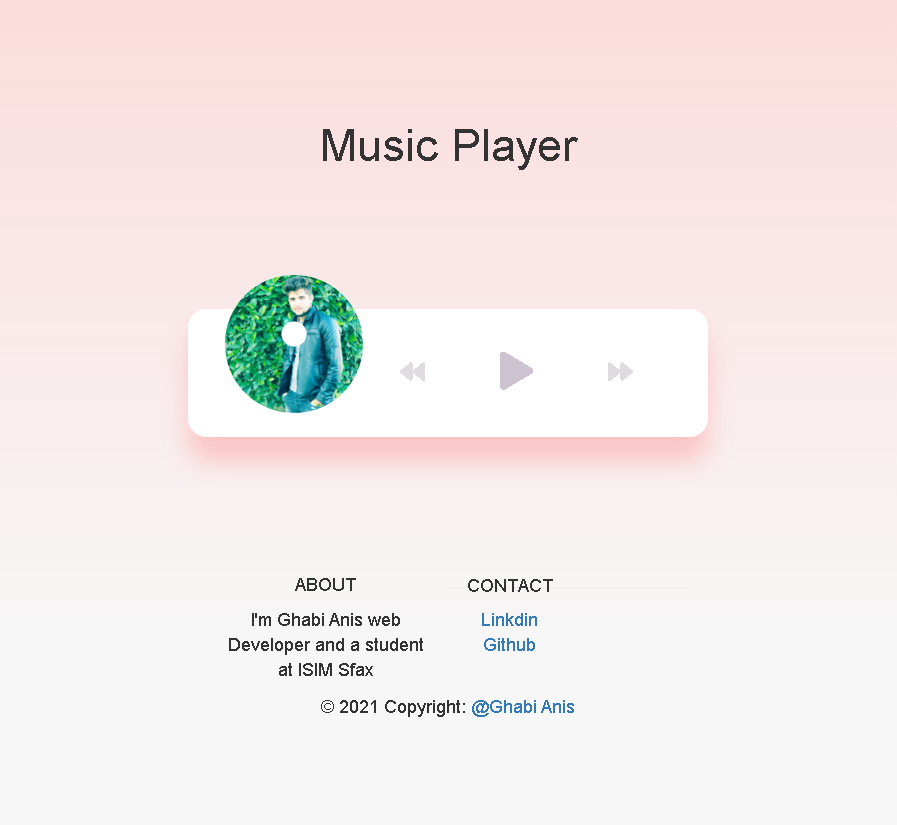 Music Player
ABOUT
I'm Ghabi Anis web
Developer and a student
at ISIM Sfax
CONTACT
Linkdin
Github
© 2021 Copyright: @Ghabi Anis